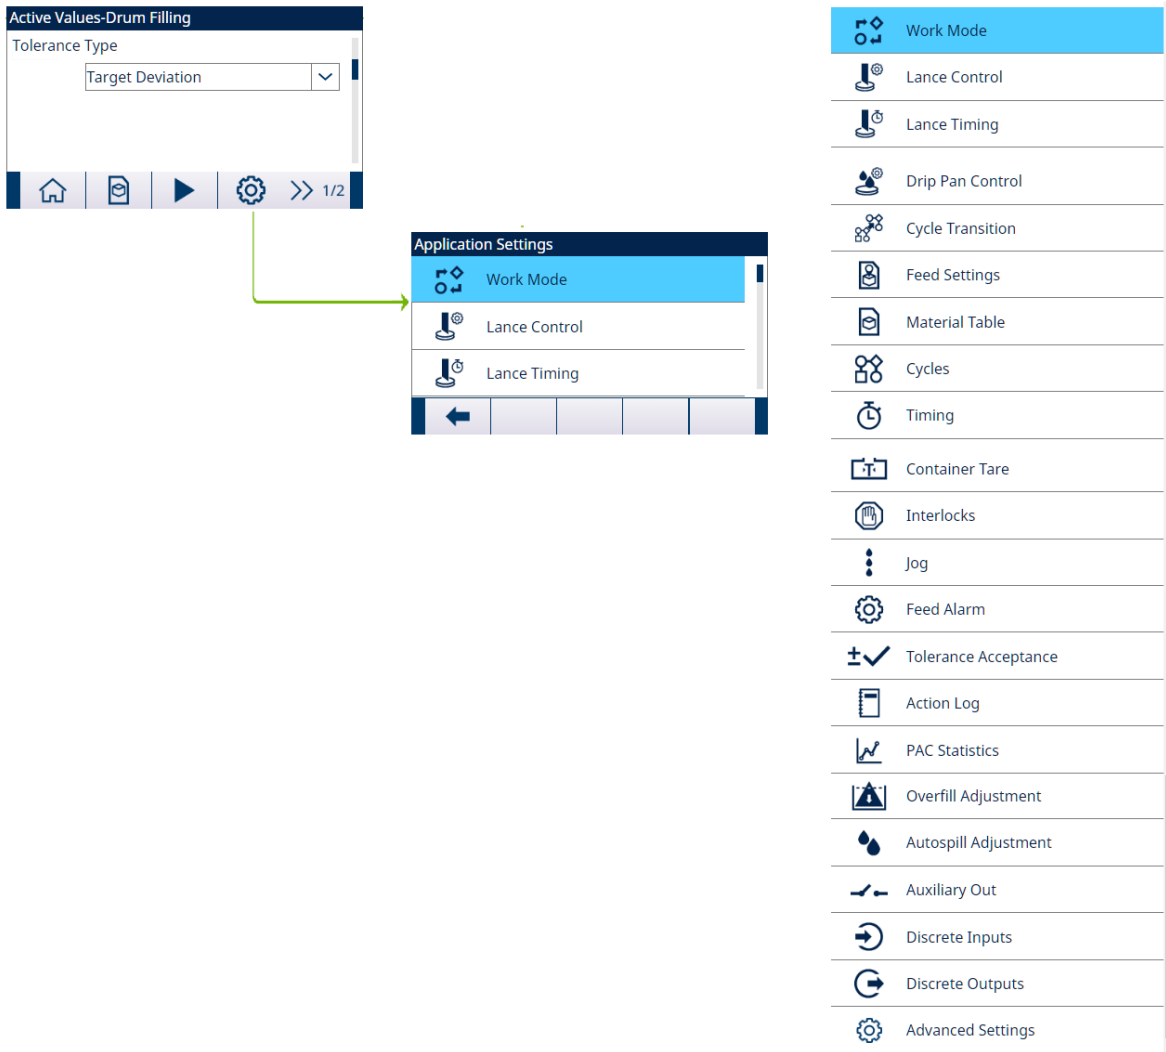 Active Values-Drum Filling
Tolerance Type
Target Deviation
1/2
Application Settings
Work Mode
Lance Control
Lance Timing
Work Mode
Lance Control
Lance Timing
Drip Pan Control
Cycle Transition
Feed Settings
Material Table
Cycles
Timing
T
Container Tare
Interlocks
Jog
Feed Alarm
Tolerance Acceptance
Action Log
PAC Statistics
Overfill Adjustment
Autospill Adjustment
Auxiliary Out
Discrete Inputs
Discrete Outputs
Advanced Settings